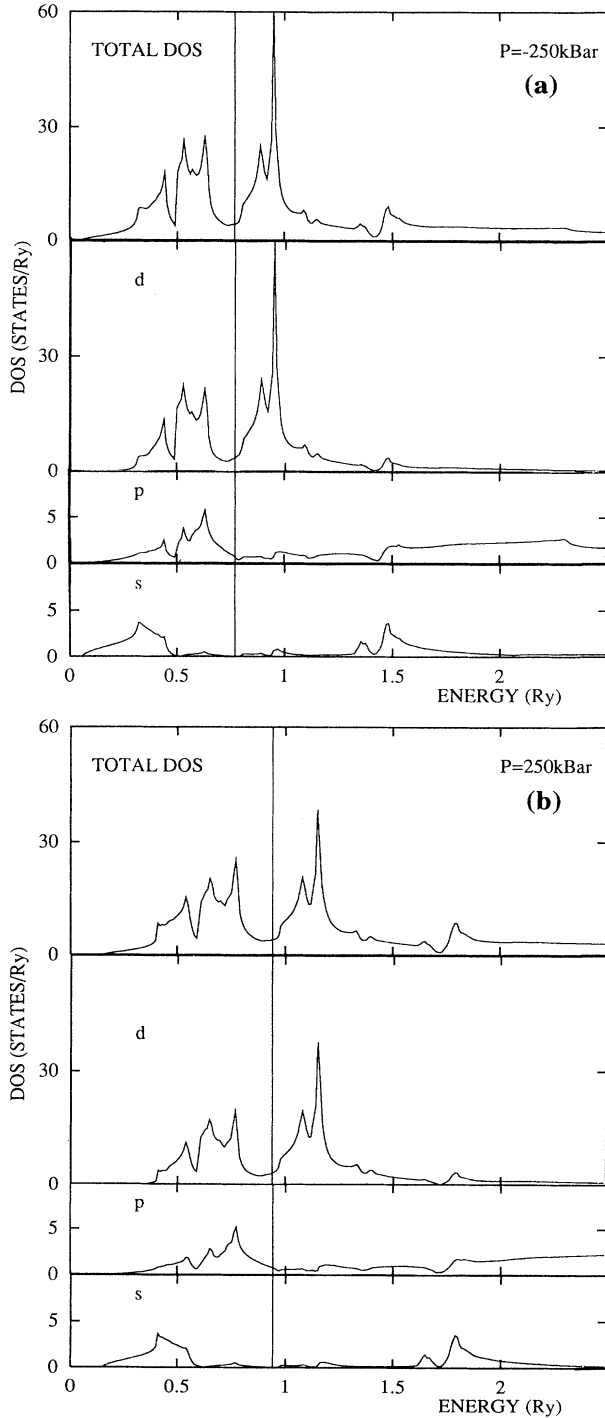 60
TOTAL DOS
P=-250kBar
(a)
30
0
DOS (STATES/Ry)
d
30
0
p
5
0
s
5
0
0 0.5 1 1.5 2
ENERGY (Ry)
60
TOTAL DOS
P=250kBar
(b)
30
0
DOS (STATES/Ry)
d
30
0
p
5
0
s
5
0
0 0.5 1 1.5 2
ENERGY (Ry)